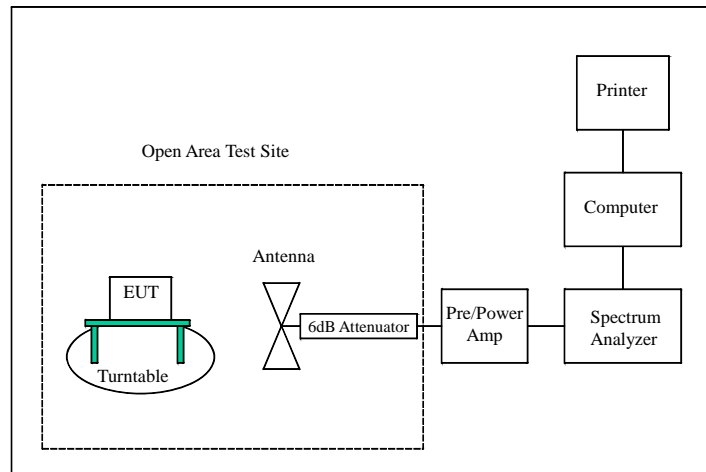 Printer
Open Area Test Site
Computer
Antenna
EUT
6dB Attenuator
Pre/Power
Amp
Spectrum
Analyzer
Turntable